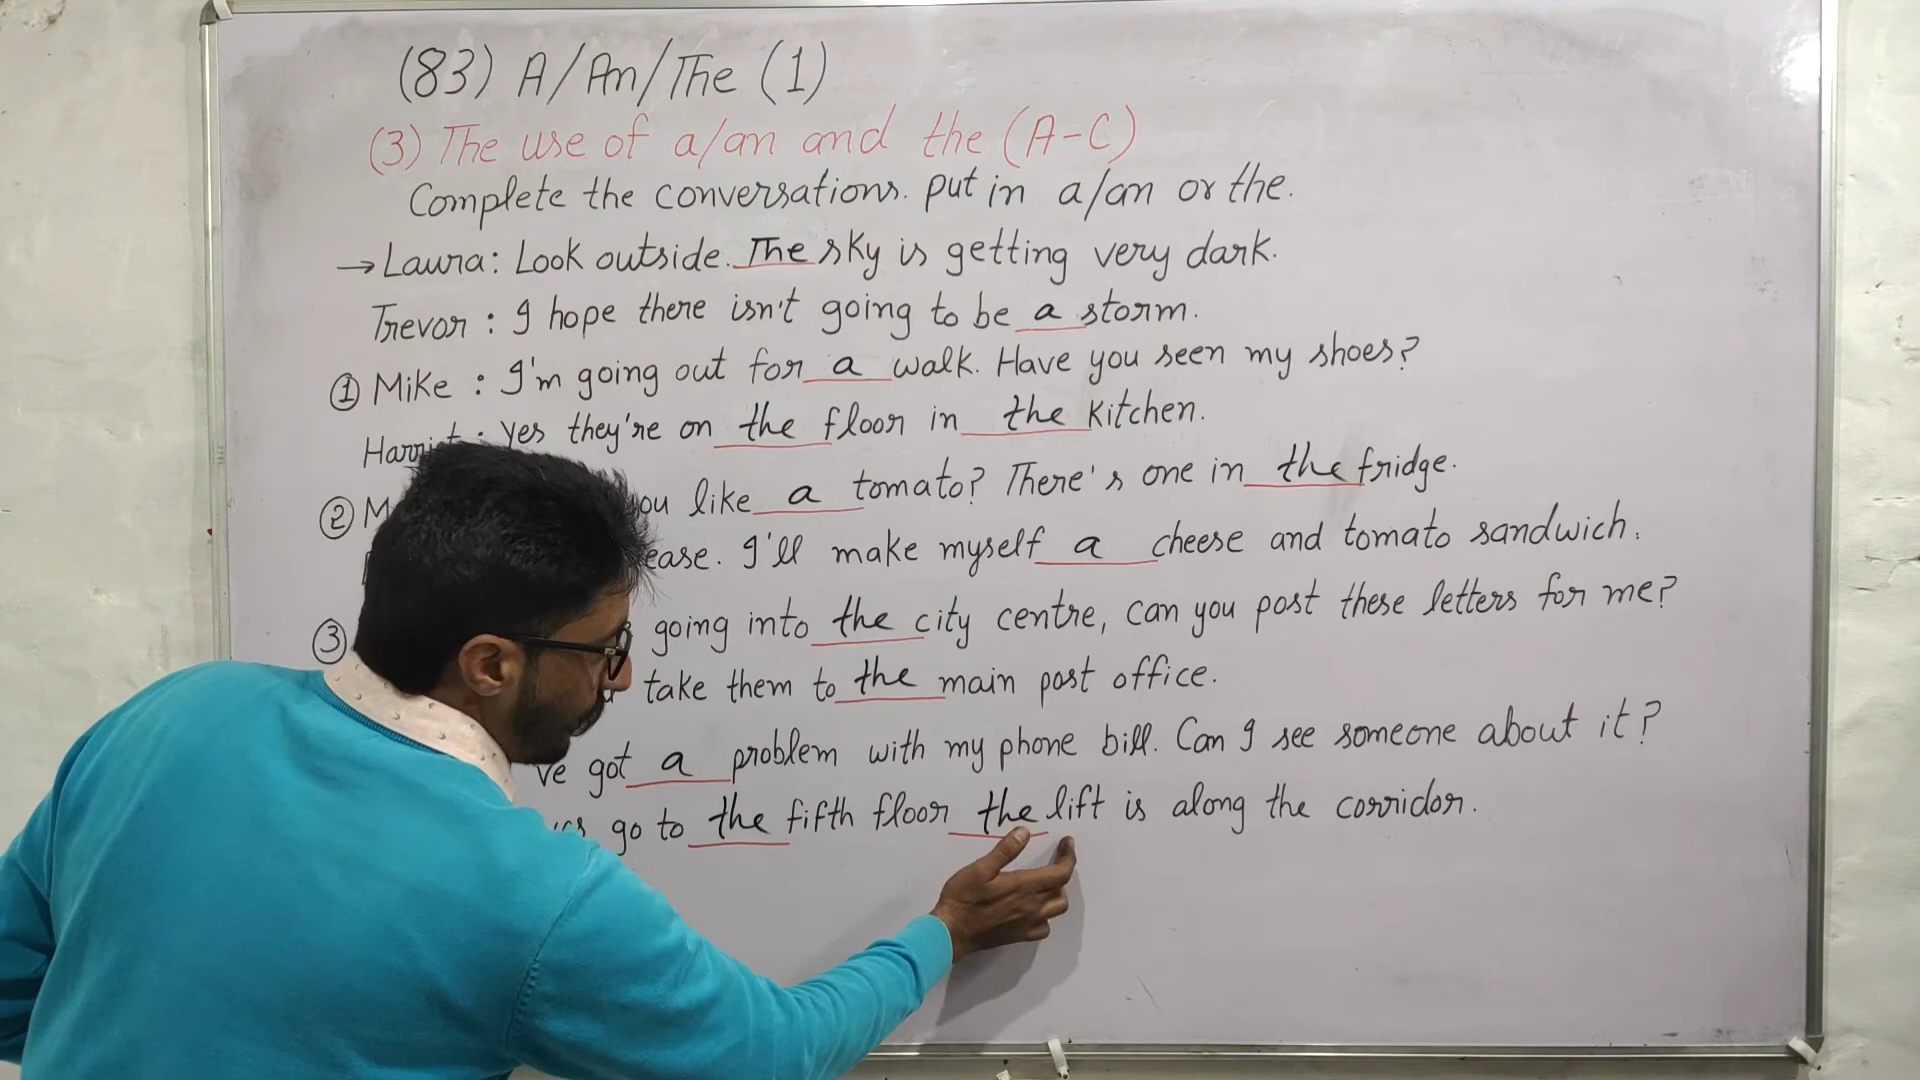 (83) A/An/The (1)
(3) The use of a/an and the (A-C)
Complete the conversations. put in a/an or the.
→ Laura: Look outside. The sky is getting very dark.
Trevor: I hope there isn't going to be a storm.
① Mike: I'm going out for a walk. Have you seen my shoes?
Yes they're on the floor in the kitchen.
② like a tomato? There's one in the fridge.
I'll make myself a cheese and tomato sandwich.
③ going into the city centre, can you post these letters for me?
take them to the main post office.
've got a problem with my phone bill. Can I see someone about it?
go to the fifth floor the lift is along the corridor.